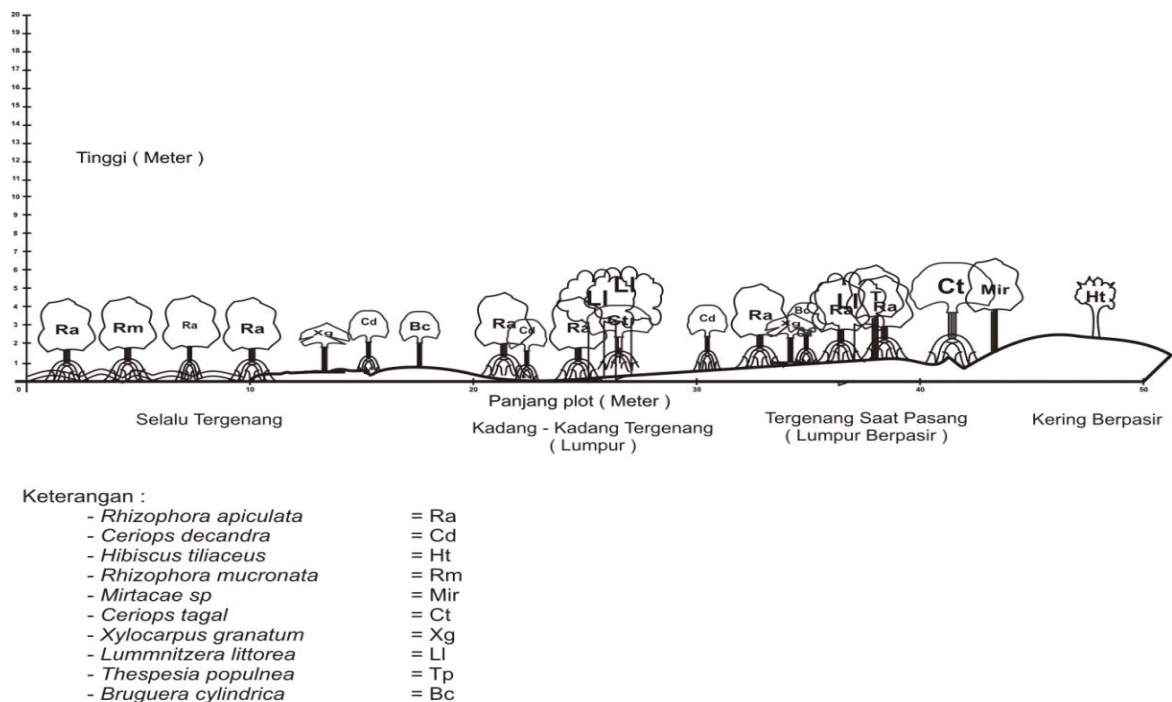 20
19
18
17
16
15
14
13
12
11
10
9
8
7
6
5
4
3
2
1
Tinggi ( Meter )
Ra Rm Ra Ra Xg Cd Bc Ra Cd Ra Ll Ll Ct Cd Ra Xg Bc Ra Ll T Ra Ct Mir Ht
0 10 20 30 40 50
Panjang plot ( Meter )
Selalu Tergenang
Kadang - Kadang Tergenang
( Lumpur )
Tergenang Saat Pasang
( Lumpur Berpasir )
Kering Berpasir
Keterangan :
- Rhizophora apiculata = Ra
- Ceriops decandra = Cd
- Hibiscus tiliaceus = Ht
- Rhizophora mucronata = Rm
- Mirtacae sp = Mir
- Ceriops tagal = Ct
- Xylocarpus granatum = Xg
- Lummnitzera littorea = Ll
- Thespesia populnea = Tp
- Bruguera cylindrica = Bc